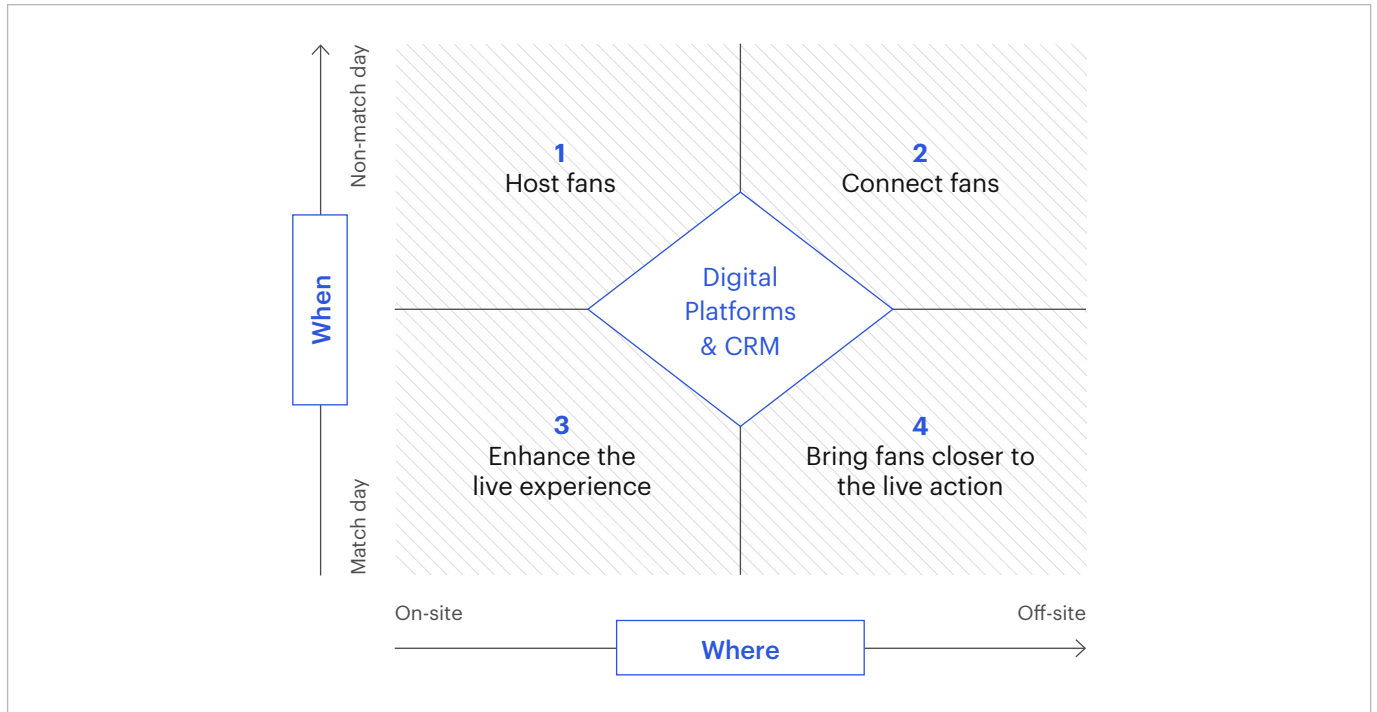 Non-match day
1
Host fans
2
Connect fans
When
Digital
Platforms
& CRM
3
Enhance the
live experience
4
Bring fans closer to
the live action
Match day
On-site
Off-site
Where